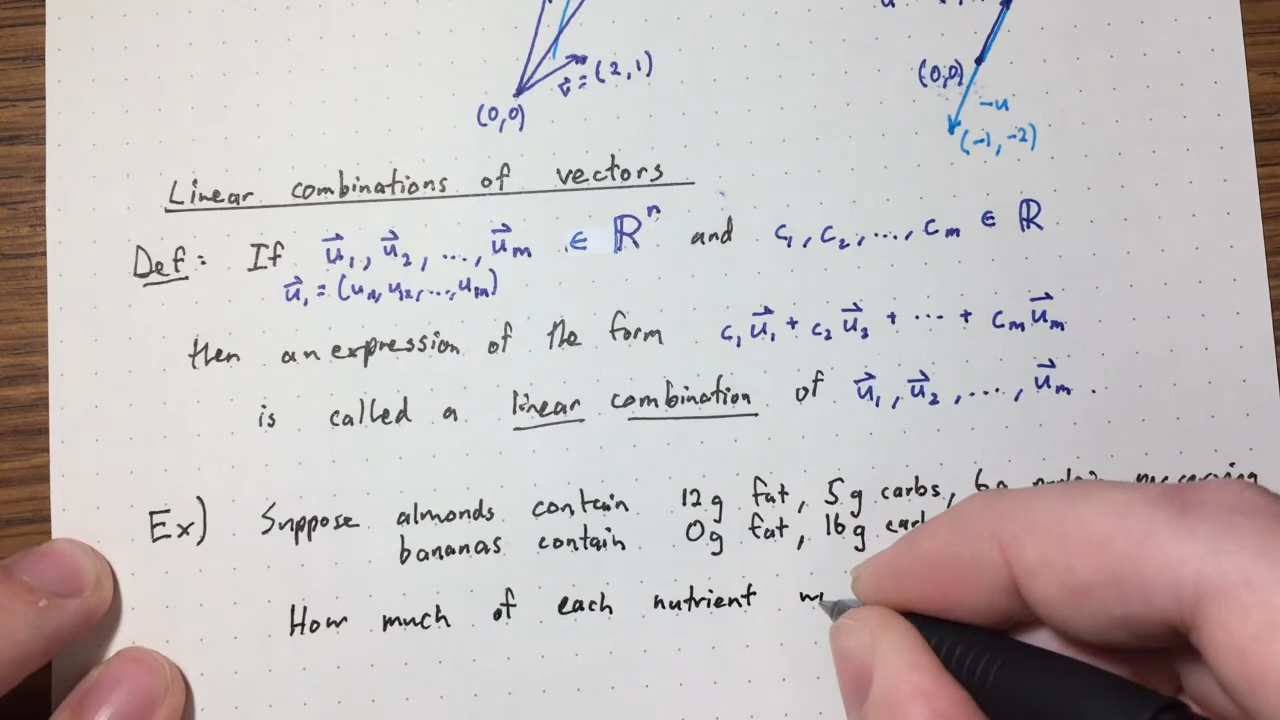 v⃗ = (2,1)
(0,0)
(0,0)
-u
(-1,-2)
Linear combinations of vectors
Def: If u⃗₁, u⃗₂, ..., u⃗ₘ ∈ ℝⁿ and c₁, c₂, ..., cₘ ∈ ℝ
u⃗₁ = (u₁₁, u₁₂, ..., u₁ₙ)
then an expression of the form c₁u⃗₁ + c₂u⃗₂ + ... + cₘu⃗ₘ
is called a linear combination of u⃗₁, u⃗₂, ..., u⃗ₘ.
Ex) Suppose almonds contain 12g fat, 5g carbs, 6g
bananas contain 0g fat, 16g
How much of each nutrient